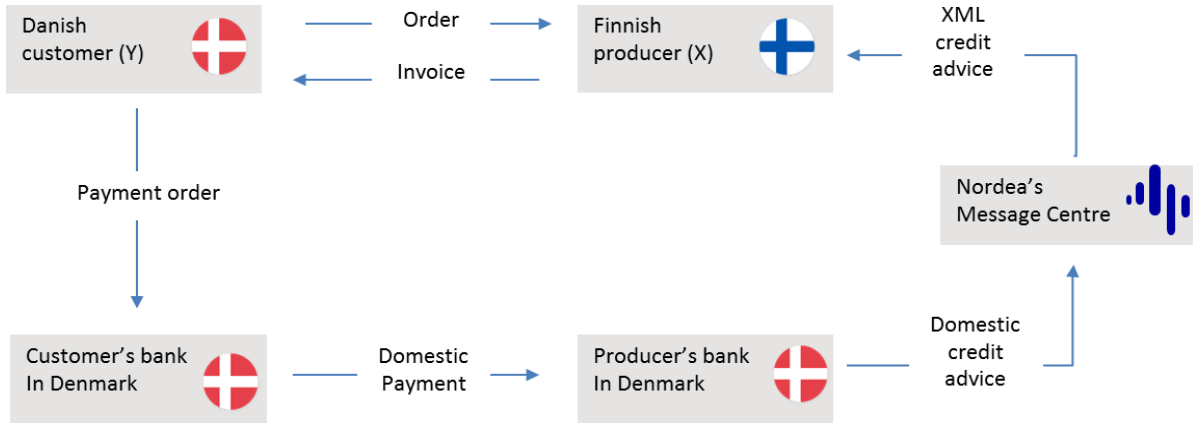 Danish
customer (Y)
Order
Invoice
Finnish
producer (X)
XML
credit
advice
Payment order
Nordea’s
Message Centre
Customer’s bank
In Denmark
Domestic
Payment
Producer’s bank
In Denmark
Domestic
credit
advice